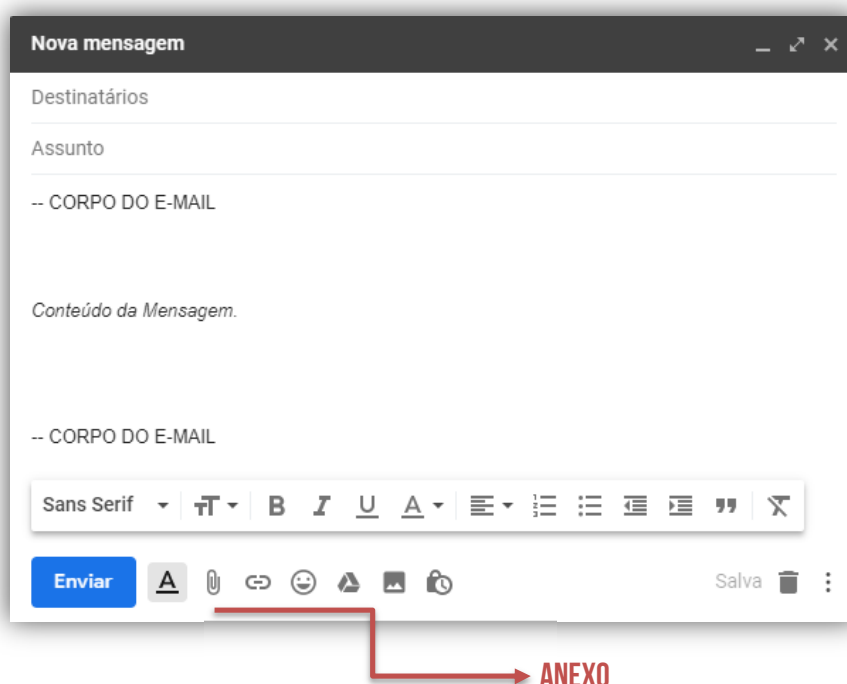 Nova mensagem
Destinatários
Assunto
-- CORPO DO E-MAIL
Conteúdo da Mensagem.
-- CORPO DO E-MAIL
Sans Serif
Enviar
Salva
ANEXO